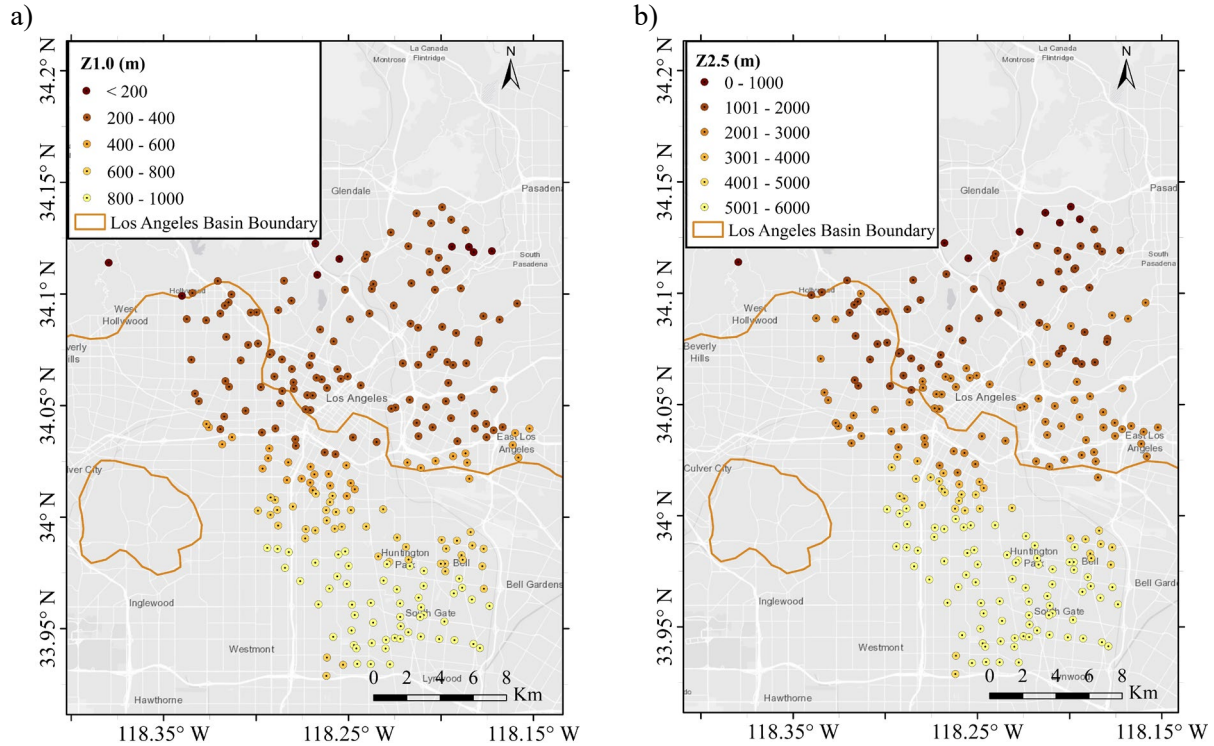 a)
N
34.2° N
34.15° N
34.1° N
34.05° N
34° N
33.95° N
Z1.0 (m)
< 200
200 - 400
400 - 600
600 - 800
800 - 1000
Los Angeles Basin Boundary
La Canada
Flintridge
Montrose
Glendale
Pasadena
South
Pasadena
Hollywood
West
Hollywood
everly
Hills
Los Angeles
East Los
Angeles
ulver City
Huntington
Park
Bell
Bell Gardens
Inglewood
South Gate
Westmont
Lynwood
Hawthorne
0 2 4 6 8
Km
118.35° W
118.25° W
118.15° W
b)
N
34.2° N
34.15° N
34.1° N
34.05° N
34° N
33.95° N
Z2.5 (m)
0 - 1000
1001 - 2000
2001 - 3000
3001 - 4000
4001 - 5000
5001 - 6000
Los Angeles Basin Boundary
La Canada
Flintridge
Montrose
Glendale
Pasad
South
Pasadena
Hollywood
West
Hollywood
Beverly
Hills
Los Angeles
East Los
Angeles
Culver City
Huntington
Park
Bell
Bell Garde
Inglewood
South Gate
Westmont
nwood
do
Hawthorne
0 2 4 6 8
Km
118.35° W
118.25° W
118.15° W